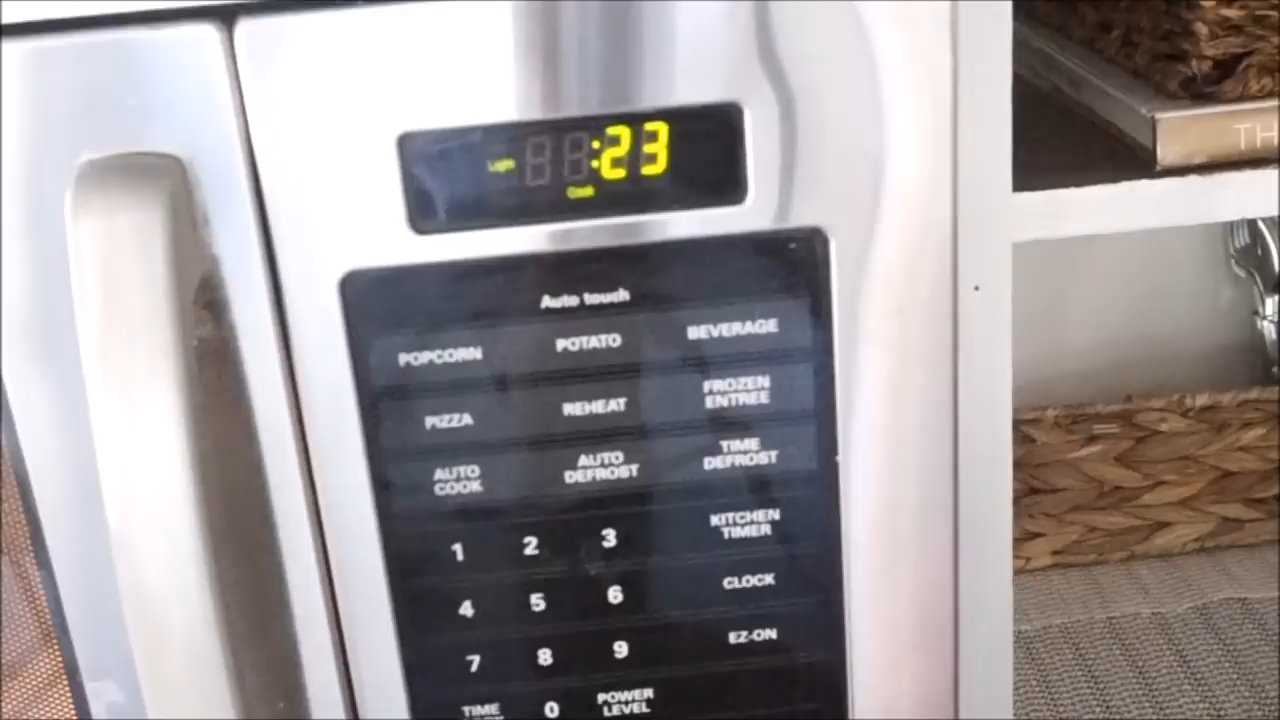 Light :23
Cook
TH
Auto touch
POPCORN POTATO BEVERAGE
PIZZA REHEAT FROZEN ENTREE
AUTO COOK AUTO DEFROST TIME DEFROST
1 2 3 KITCHEN TIMER
4 5 6 CLOCK
7 8 9 EZ-ON
TIME 0 POWER LEVEL